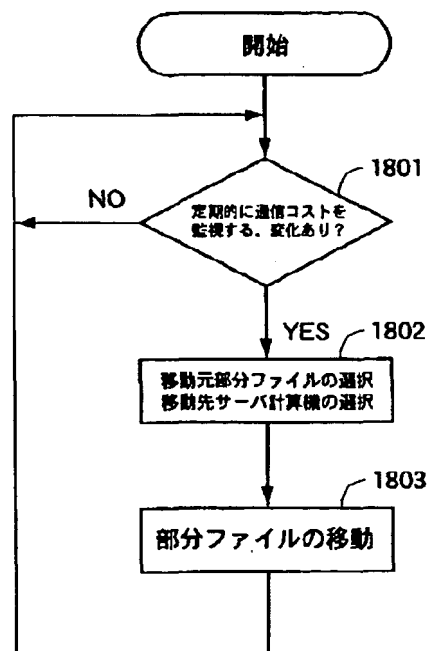 開始
1801
定期的に通信コストを
監視する。変化あり？
NO
YES
1802
移動元部分ファイルの選択
移動先サーバ計算機の選択
1803
部分ファイルの移動